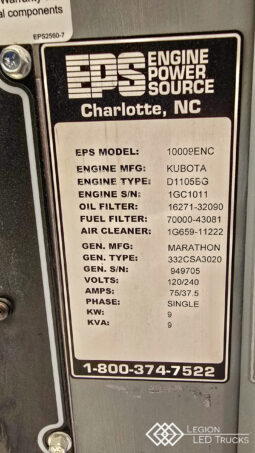 Warranty
al components
EPS2560-7
EPS ENGINE
POWER
SOURCE
Charlotte, NC
EPS MODEL: 10009ENC
ENGINE MFG: KUBOTA
ENGINE TYPE: D1105BG
ENGINE S/N: 1GC1011
OIL FILTER: 16271-32090
FUEL FILTER: 70000-43081
AIR CLEANER: 1G659-11222
GEN. MFG: MARATHON
GEN. TYPE: 332CSA3020
GEN. S/N: 949705
VOLTS: 120/240
AMPS: 75/37.5
PHASE: SINGLE
KW: 9
KVA: 9
1-800-374-7522
LEGION
LED TRUCKS